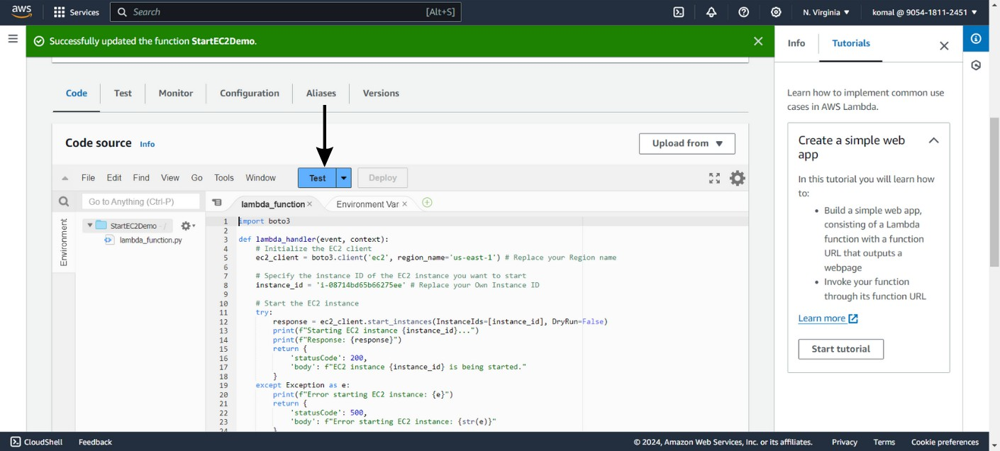 aws
Services
Search [Alt+S]
N. Virginia
komal @ 9054-1811-2451
Successfully updated the function StartEC2Demo.
Info Tutorials
Code Test Monitor Configuration Aliases Versions
Learn how to implement common use
cases in AWS Lambda.
Code source Info
Upload from
Create a simple web
app
In this tutorial you will learn how
to:
Build a simple web app,
consisting of a Lambda
function with a function
URL that outputs a
webpage
Invoke your function
through its function URL
Learn more
Start tutorial
File Edit Find View Go Tools Window Test Deploy
Go to Anything (Ctrl-P)
lambda_function Environment Var
Environment
StartEC2Demo - /
lambda_function.py
1 import boto3
2
3 def lambda_handler(event, context):
4     # Initialize the EC2 client
5     ec2_client = boto3.client('ec2', region_name='us-east-1') # Replace your Region name
6
7     # Specify the instance ID of the EC2 instance you want to start
8     instance_id = 'i-08714bd65b66275ee' # Replace your Own Instance ID
9
10     # Start the EC2 instance
11     try:
12         response = ec2_client.start_instances(InstanceIds=[instance_id], DryRun=False)
13         print(f"Starting EC2 instance {instance_id}...")
14         print(f"Response: {response}")
15         return {
16             'statusCode': 200,
17             'body': f"EC2 instance {instance_id} is being started."
18         }
19     except Exception as e:
20         print(f"Error starting EC2 instance: {e}")
21         return {
22             'statusCode': 500,
23             'body': f"Error starting EC2 instance: {str(e)}"
24         }
CloudShell Feedback
© 2024, Amazon Web Services, Inc. or its affiliates. Privacy Terms Cookie preferences